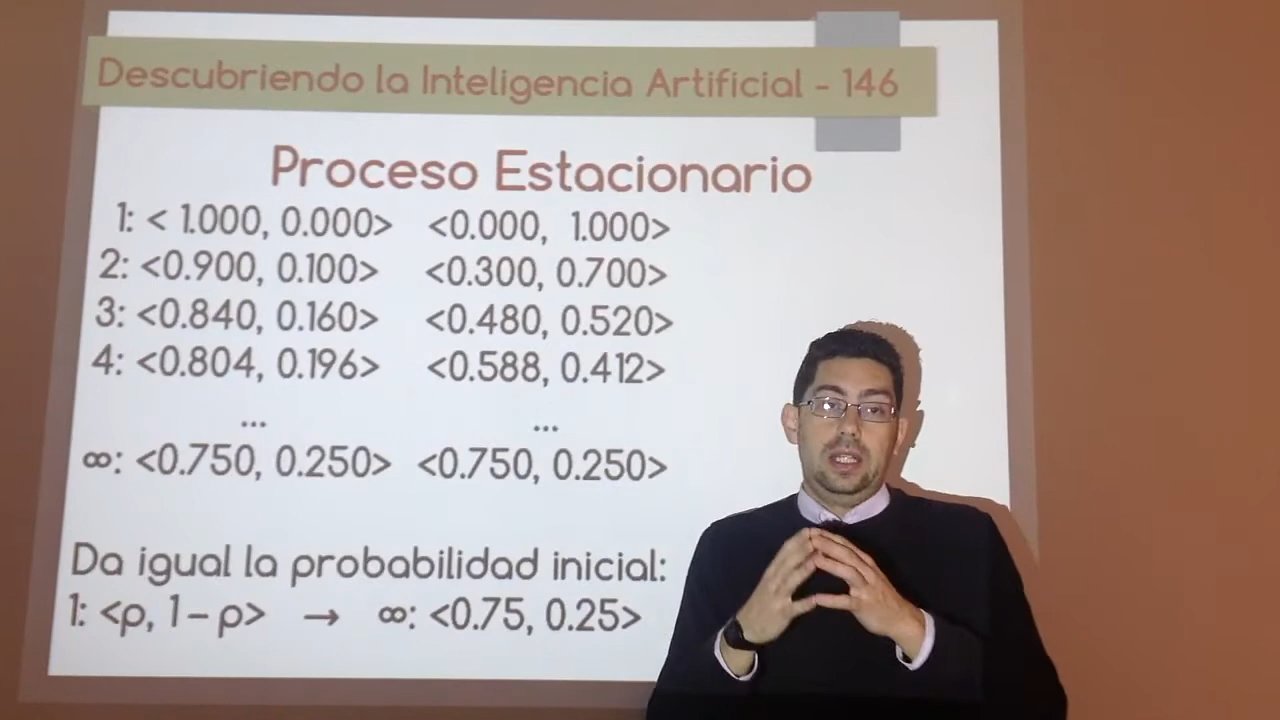 Descubriendo la Inteligencia Artificial - 146
Proceso Estacionario
1: < 1.000, 0.000> <0.000, 1.000>
2: <0.900, 0.100> <0.300, 0.700>
3: <0.840, 0.160> <0.480, 0.520>
4: <0.804, 0.196> <0.588, 0.412>
... ...
∞: <0.750, 0.250> <0.750, 0.250>
Da igual la probabilidad inicial:
1: <ρ, 1 – ρ> → ∞: <0.75, 0.25>